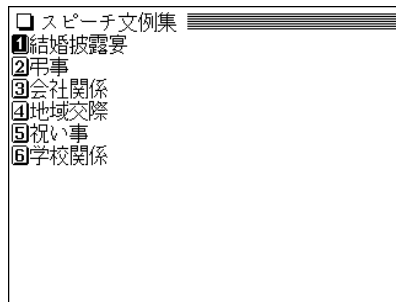 スピーチ文例集
1結婚披露宴
2弔事
3会社関係
4地域交際
5祝い事
6学校関係